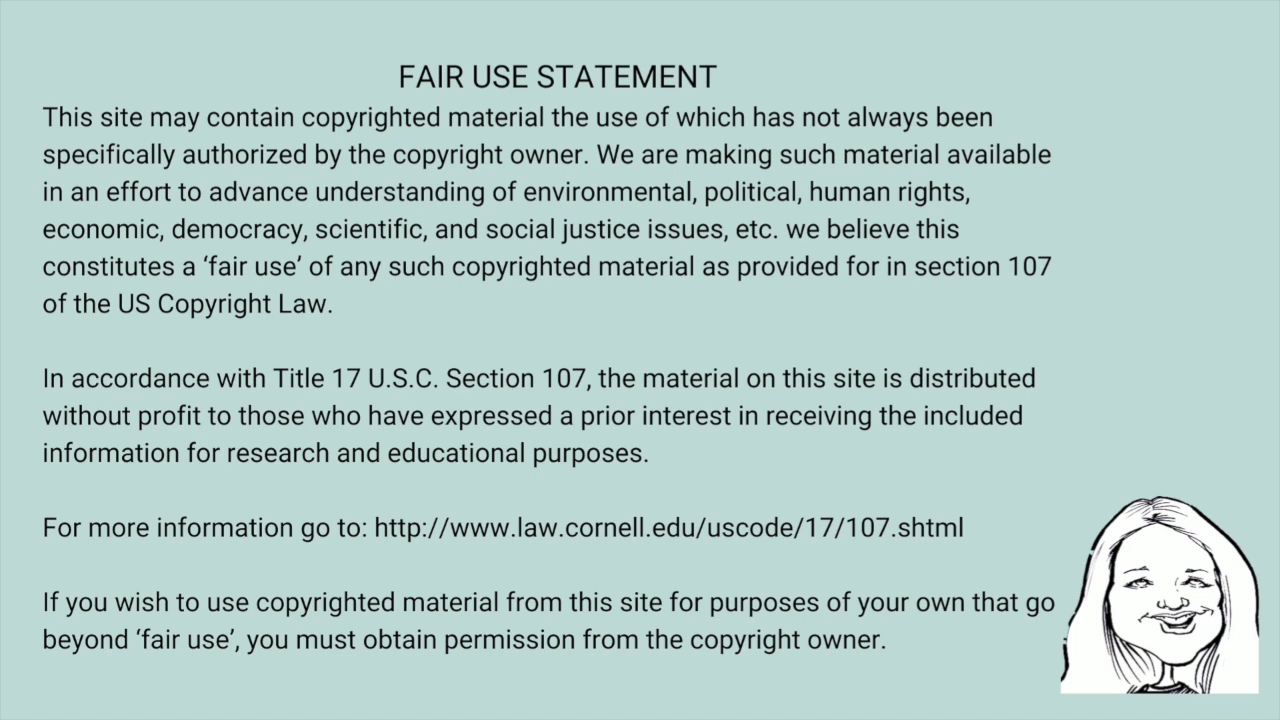 FAIR USE STATEMENT
This site may contain copyrighted material the use of which has not always been
specifically authorized by the copyright owner. We are making such material available
in an effort to advance understanding of environmental, political, human rights,
economic, democracy, scientific, and social justice issues, etc. we believe this
constitutes a ‘fair use’ of any such copyrighted material as provided for in section 107
of the US Copyright Law.
In accordance with Title 17 U.S.C. Section 107, the material on this site is distributed
without profit to those who have expressed a prior interest in receiving the included
information for research and educational purposes.
For more information go to: http://www.law.cornell.edu/uscode/17/107.shtml
If you wish to use copyrighted material from this site for purposes of your own that go
beyond ‘fair use’, you must obtain permission from the copyright owner.